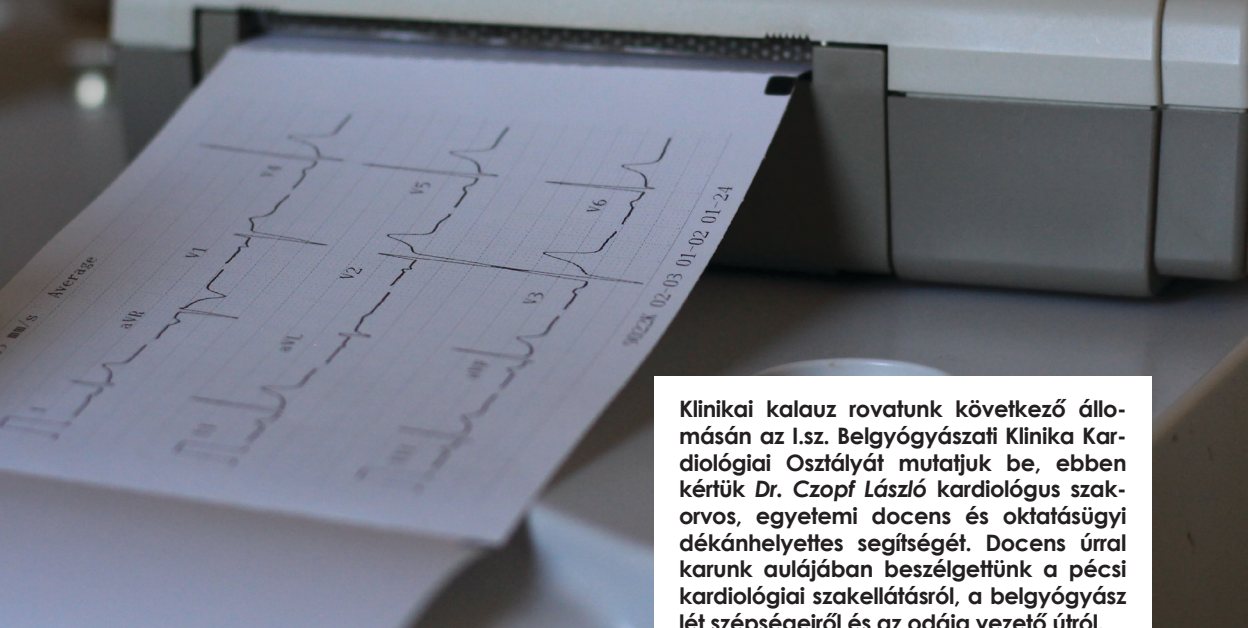 Average
mm/s
V4
V5
V6
V1
V2
V3
aVR
aVL
90228 02-03 01-02 01-24
Klinikai kalauz rovatunk következő állo-
másán az I.sz. Belgyógyászati Klinika Kar-
diológiai Osztályát mutatjuk be, ebben
kértük Dr. Czopf László kardiológus szak-
orvos, egyetemi docens és oktatásügyi
dékánhelyettes segítségét. Docens úrral
karunk aulájában beszélgettünk a pécsi
kardiológiai szakellátásról, a belgyógyász
lét szépségeiről és az odáig vezető útról.